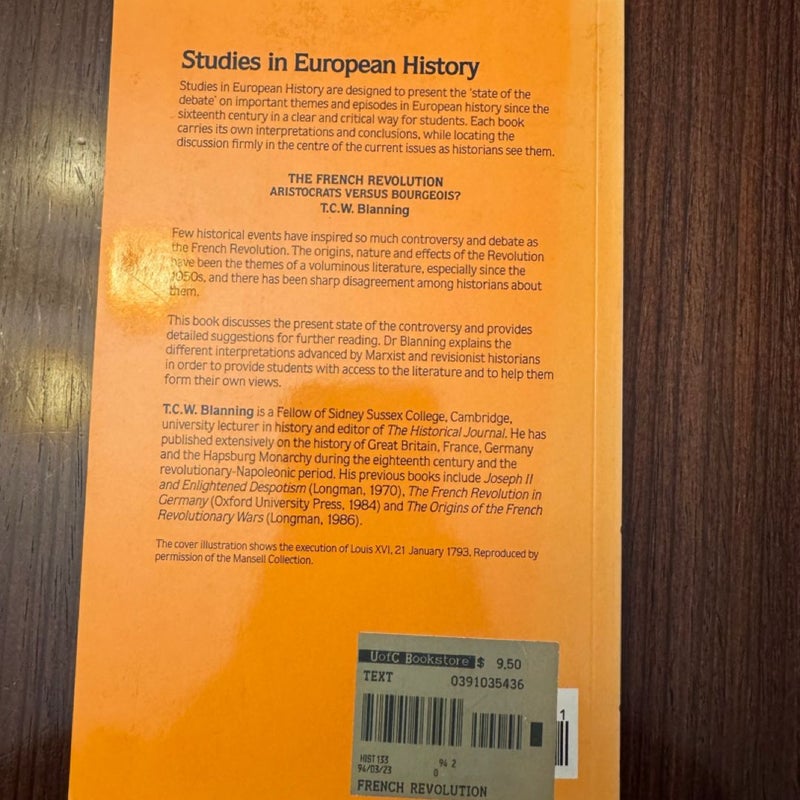 Studies in European History
Studies in European History are designed to present the 'state of the
debate' on important themes and episodes in European history since the
sixteenth century in a clear and critical way for students. Each book
carries its own interpretations and conclusions, while locating the
discussion firmly in the centre of the current issues as historians see them.
THE FRENCH REVOLUTION
ARISTOCRATS VERSUS BOURGEOIS?
T.C.W. Blanning
Few historical events have inspired so much controversy and debate as
the French Revolution. The origins, nature and effects of the Revolution
have been the themes of a voluminous literature, especially since the
1950s, and there has been sharp disagreement among historians about
them.
This book discusses the present state of the controversy and provides
detailed suggestions for further reading. Dr Blanning explains the
different interpretations advanced by Marxist and revisionist historians
in order to provide students with access to the literature and to help them
form their own views.
T.C.W. Blanning is a Fellow of Sidney Sussex College, Cambridge,
university lecturer in history and editor of The Historical Journal. He has
published extensively on the history of Great Britain, France, Germany
and the Hapsburg Monarchy during the eighteenth century and the
revolutionary-Napoleonic period. His previous books include Joseph II
and Enlightened Despotism (Longman, 1970), The French Revolution in
Germany (Oxford University Press, 1984) and The Origins of the French
Revolutionary Wars (Longman, 1986).
The cover illustration shows the execution of Louis XVI, 21 January 1793. Reproduced by
permission of the Mansell Collection.
UofC Bookstore $ 9.50
TEXT 0391035436
1
HIST133 94 2
94/03/23 0
FRENCH REVOLUTION